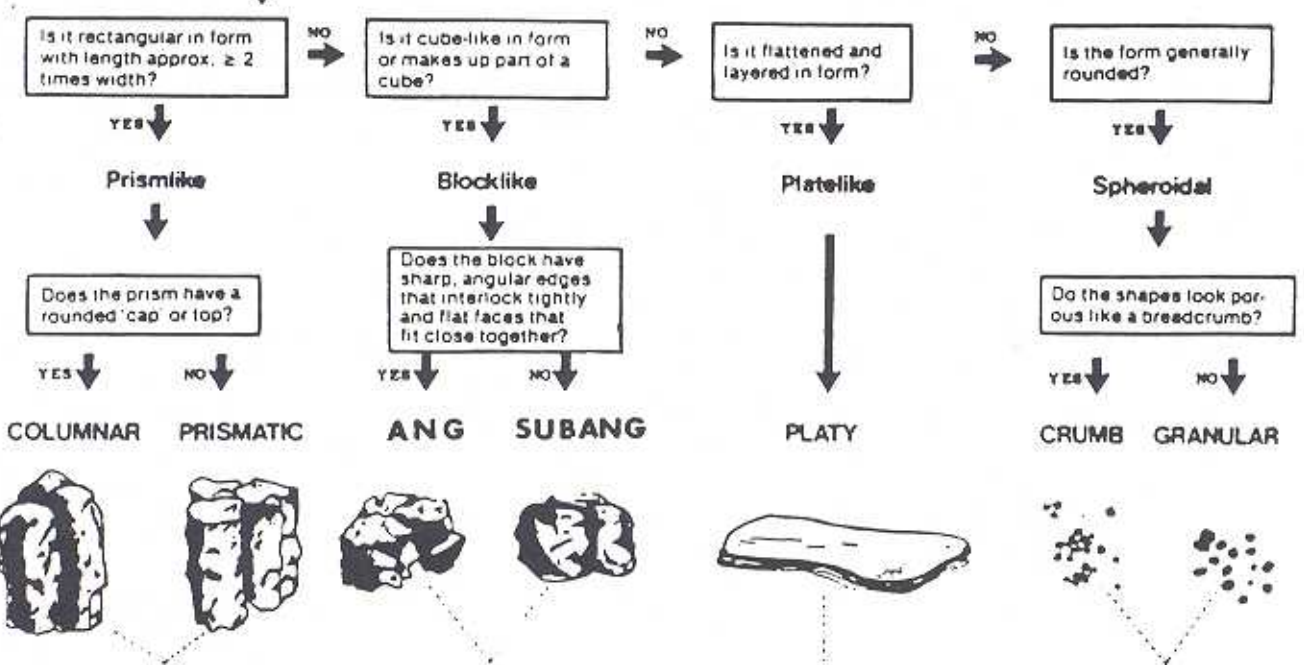 Is it rectangular in form
with length approx. ≥ 2
times width?
NO
Is it cube-like in form
or makes up part of a
cube?
NO
Is it flattened and
layered in form?
NO
Is the form generally
rounded?
YES
YES
YES
YES
Prismlike
Blocklike
Platelike
Spheroidal
Does the prism have a
rounded 'cap' or top?
Does the block have
sharp, angular edges
that interlock tightly
and flat faces that
fit close together?
Do the shapes look por-
ous like a breadcrumb?
YES
NO
YES
NO
YES
NO
COLUMNAR
PRISMATIC
ANG
SUBANG
PLATY
CRUMB
GRANULAR